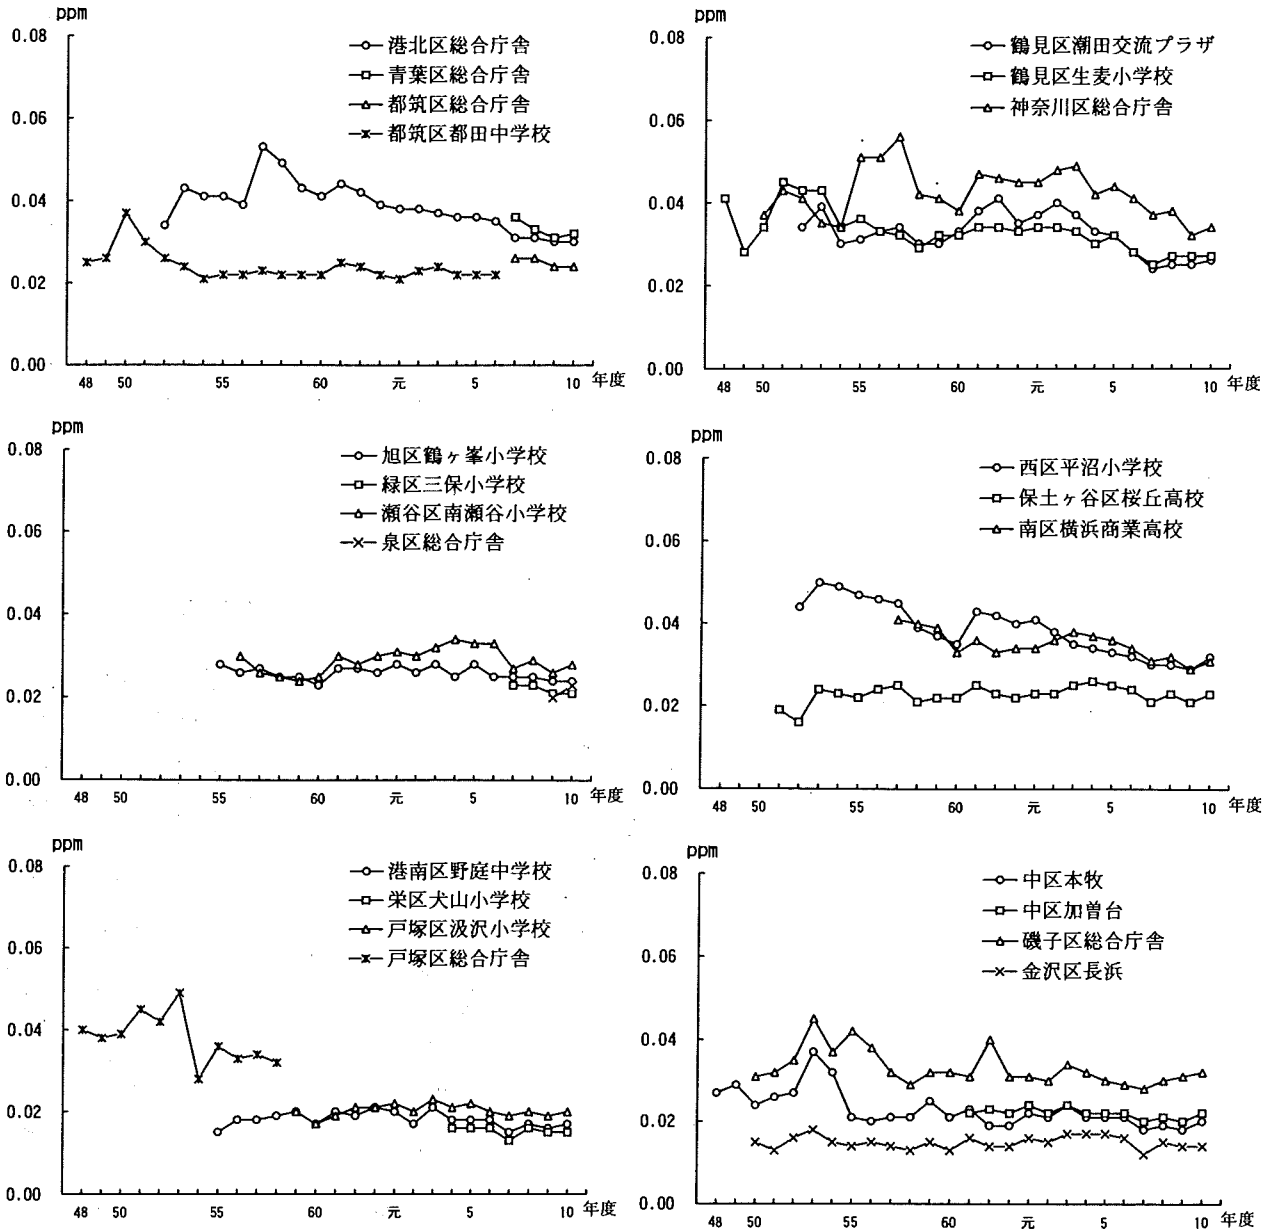 ppm
0.08
0.06
0.04
0.02
0.00
港北区総合庁舎
青葉区総合庁舎
都筑区総合庁舎
都筑区都田中学校
48 50 55 60 元 5 10 年度
ppm
0.08
0.06
0.04
0.02
0.00
鶴見区潮田交流プラザ
鶴見区生麦小学校
神奈川区総合庁舎
48 50 55 60 元 5 10 年度
ppm
0.08
0.06
0.04
0.02
0.00
旭区鶴ヶ峯小学校
緑区三保小学校
瀬谷区南瀬谷小学校
泉区総合庁舎
48 50 55 60 元 5 10 年度
ppm
0.08
0.06
0.04
0.02
0.00
西区平沼小学校
保土ヶ谷区桜丘高校
南区横浜商業高校
48 50 55 60 元 5 10 年度
ppm
0.08
0.06
0.04
0.02
0.00
港南区野庭中学校
栄区犬山小学校
戸塚区汲沢小学校
戸塚区総合庁舎
48 50 55 60 元 5 10 年度
ppm
0.08
0.06
0.04
0.02
0.00
中区本牧
中区加曽台
磯子区総合庁舎
金沢区長浜
48 50 55 60 元 5 10 年度